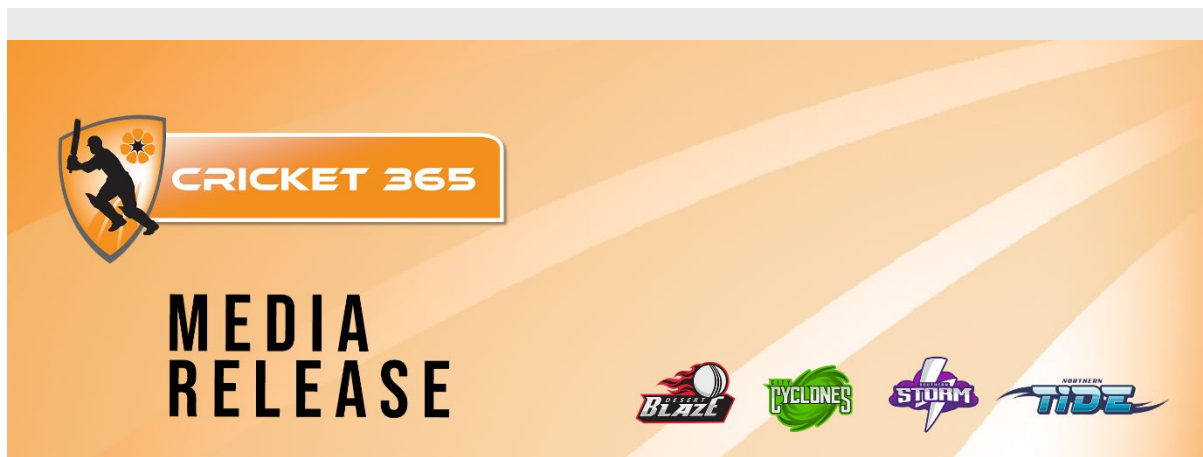 CRICKET 365
MEDIA
RELEASE
DESERT
BLAZE
CYCLONES
SOUTHERN
STORM
NORTHERN
TIDE